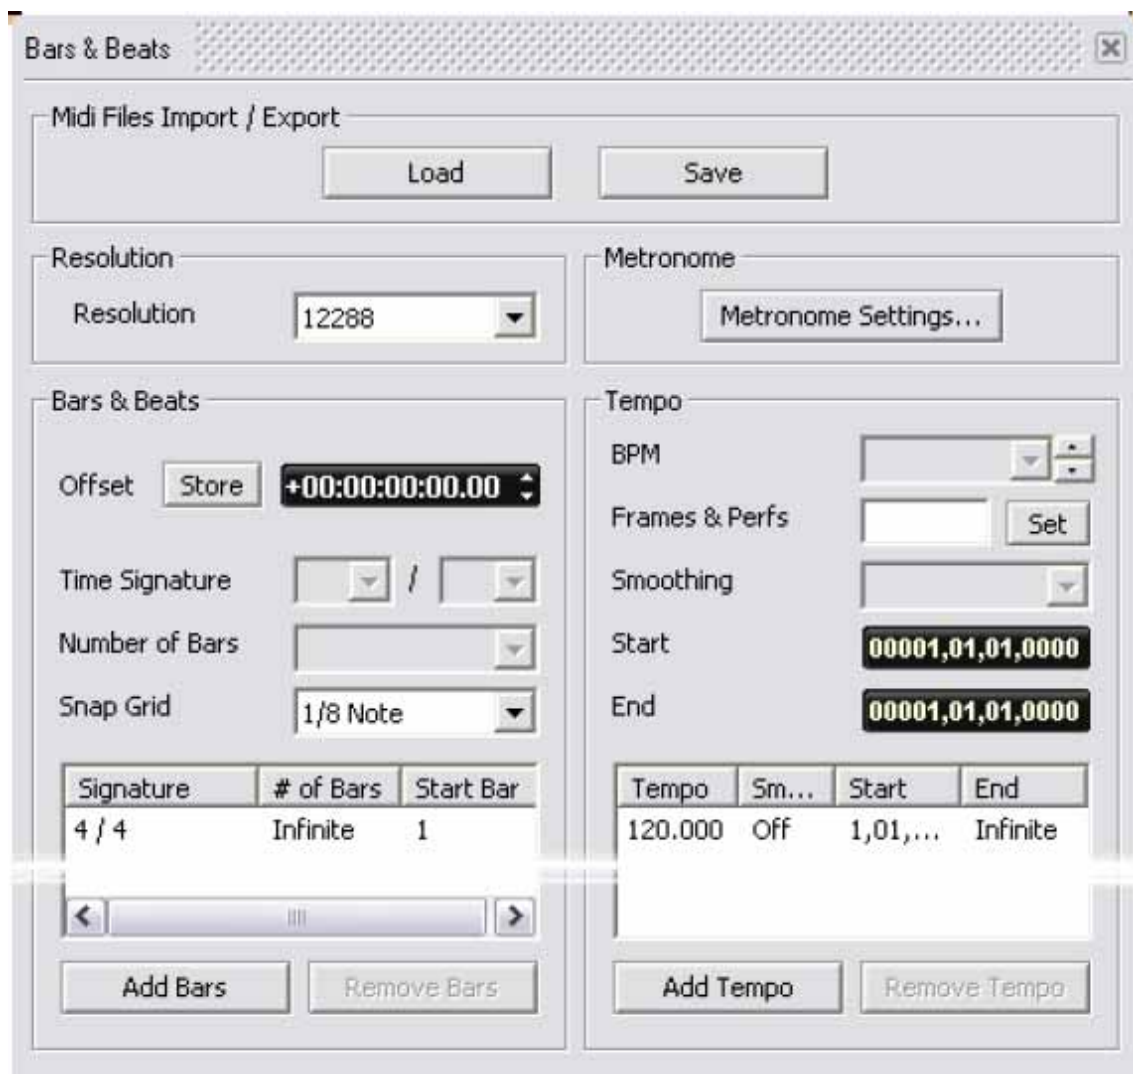 Bars & Beats
Midi Files Import / Export
Load Save
Resolution Metronome
Resolution 12288 Metronome Settings...
Bars & Beats
Offset Store +00:00:00:00.00
Time Signature /
Number of Bars
Snap Grid 1/8 Note
Signature # of Bars Start Bar
4 / 4 Infinite 1
Add Bars Remove Bars
Tempo
BPM
Frames & Perfs Set
Smoothing
Start 00001,01,01,0000
End 00001,01,01,0000
Tempo Sm... Start End
120.000 Off 1,01,... Infinite
Add Tempo Remove Tempo